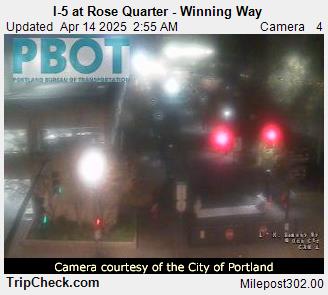 I-5 at Rose Quarter - Winning Way
Updated Apr 14 2025 2:55 AM Camera 4
PBOT
PORTLAND BUREAU OF TRANSPORTATION
Camera courtesy of the City of Portland
TripCheck.com Milepost302.00